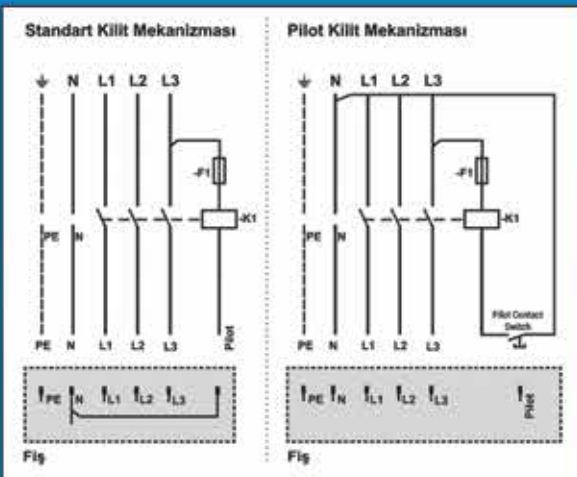 Standart Kilit Mekanizması
N L1 L2 L3
-F1
-K1
PE N
PE N L1 L2 L3 Pilot
PE N L1 L2 L3
Fiş
Pilot Kilit Mekanizması
N L1 L2 L3
-F1
-K1
PE N
Pilot Contact
Switch
PE N L1 L2 L3
PE N L1 L2 L3 Pilot
Fiş